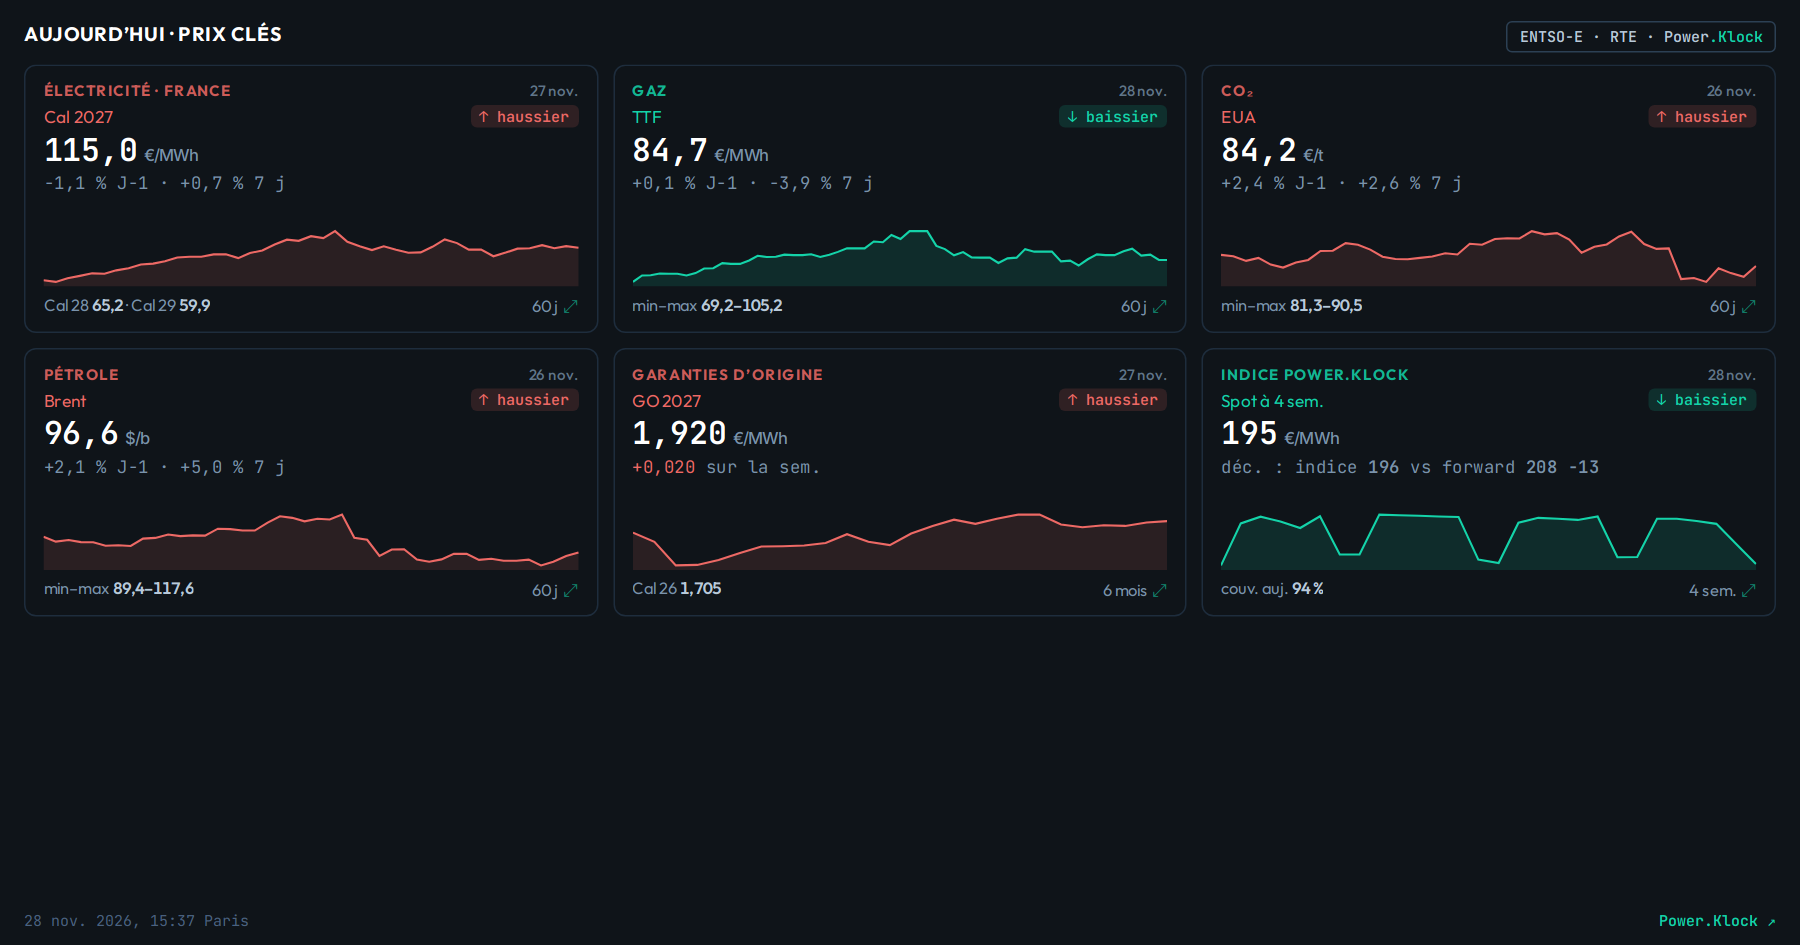 AUJOURD'HUI · PRIX CLÉS
ENTSO-E · RTE · Power.Klock
ÉLECTRICITÉ · FRANCE
27 nov.
Cal 2027
↑ haussier
115,0 €/MWh
-1,1 % J-1 · +0,7 % 7 j
Cal 28 65,2 · Cal 29 59,9
60 j
GAZ
28 nov.
TTF
↓ baissier
84,7 €/MWh
+0,1 % J-1 · -3,9 % 7 j
min–max 69,2–105,2
60 j
CO₂
26 nov.
EUA
↑ haussier
84,2 €/t
+2,4 % J-1 · +2,6 % 7 j
min–max 81,3–90,5
60 j
PÉTROLE
26 nov.
Brent
↑ haussier
96,6 $/b
+2,1 % J-1 · +5,0 % 7 j
min–max 89,4–117,6
60 j
GARANTIES D'ORIGINE
27 nov.
GO 2027
↑ haussier
1,920 €/MWh
+0,020 sur la sem.
Cal 26 1,705
6 mois
INDICE POWER.KLOCK
28 nov.
Spot à 4 sem.
↓ baissier
195 €/MWh
déc. : indice 196 vs forward 208 -13
couv. auj. 94 %
4 sem.
28 nov. 2026, 15:37 Paris
Power.Klock ↗